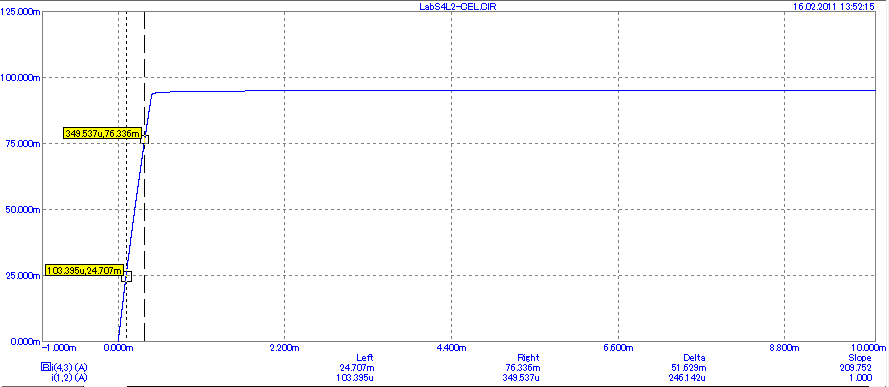 LabS4L2-OEL.CIR 16.02.2011 13:52:15
125.000m
100.000m
349.537u,76.336m
75.000m
50.000m
103.395u,24.707m
25.000m
0.000m
-1.000m 0.000m 2.200m 4.400m 6.600m 8.800m 10.000m
Left Right Delta Slope
B i(4,3) (A) 24.707m 76.336m 51.629m 209.752
i(1,2) (A) 103.395u 349.537u 246.142u 1.000